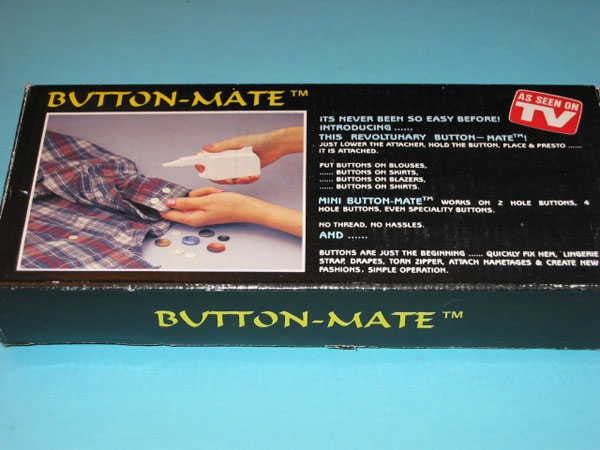 BUTTON-MATE™
AS SEEN ON
TV
ITS NEVER BEEN SO EASY BEFORE!
INTRODUCING ......
THIS REVOLTUNARY BUTTON-MATE™!
JUST LOWER THE ATTACHER, HOLD THE BUTTON, PLACE & PRESTO ......
IT IS ATTACHED.
PUT BUTTONS ON BLOUSES,
...... BUTTONS ON SKIRTS,
...... BUTTONS ON BLAZERS,
...... BUTTONS ON SHIRTS.
MINI BUTTON-MATE™ WORKS ON 2 HOLE BUTTONS, 4
HOLE BUTTONS, EVEN SPECIALITY BUTTONS.
NO THREAD, NO HASSLES.
AND ......
BUTTONS ARE JUST THE BEGINNING ...... QUICKLY FIX HEM, LINGERIE
STRAP, DRAPES, TORN ZIPPER, ATTACH NAMETAGES & CREATE NEW
FASHIONS, SIMPLE OPERATION.
BUTTON-MATE™